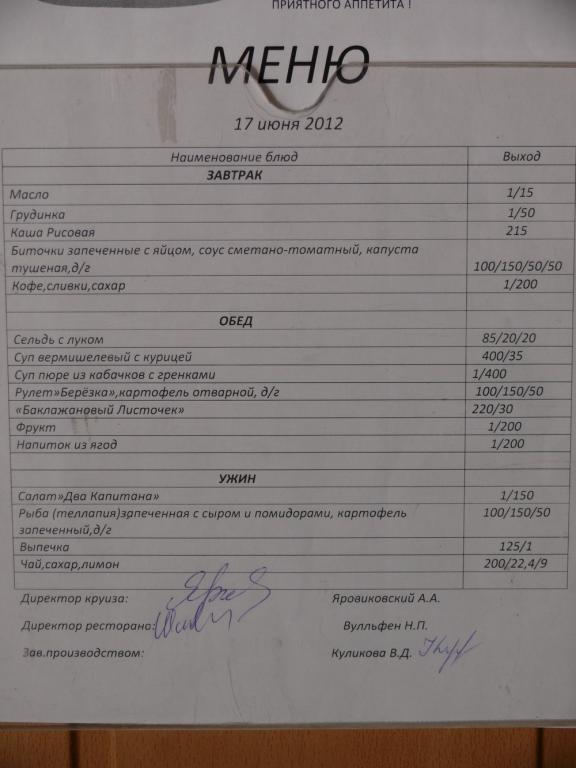 ПРИЯТНОГО АППЕТИТА !
МЕНЮ
17 июня 2012
Наименование блюд Выход
ЗАВТРАК
Масло 1/15
Грудинка 1/50
Каша Рисовая 215
Биточки запеченные с яйцом, соус сметано-томатный, капуста
тушеная,д/г 100/150/50/50
Кофе,сливки,сахар 1/200
ОБЕД
Сельдь с луком 85/20/20
Суп вермишелевый с курицей 400/35
Суп пюре из кабачков с гренками 1/400
Рулет»Берёзка»,картофель отварной, д/г 100/150/50
«Баклажановый Листочек» 220/30
Фрукт 1/200
Напиток из ягод 1/200
УЖИН
Салат»Два Капитана» 1/150
Рыба (теллапия)запеченная с сыром и помидорами, картофель 100/150/50
запеченный,д/г
Выпечка 125/1
Чай,сахар,лимон 200/22,4/9
Директор круиза: Яровиковский А.А.
Директор ресторана: Вулльфен Н.П.
Зав.производством: Куликова В.Д.